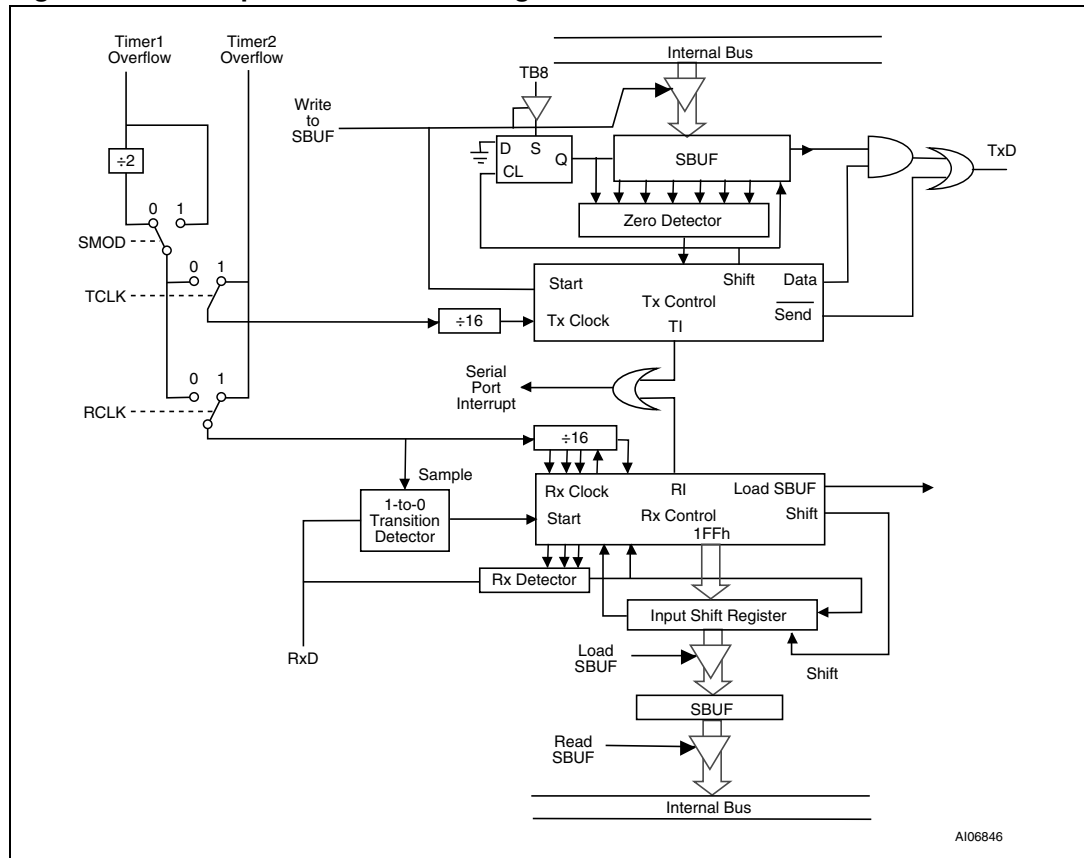 Timer1
Overflow
Timer2
Overflow
Internal Bus
TB8
Write
to
SBUF
D S
Q
CL
SBUF
TxD
÷2
0 1
SMOD
Zero Detector
0 1
TCLK
Start
Shift
Data
Tx Control
Send
÷16
Tx Clock
TI
Serial
Port
Interrupt
0 1
RCLK
÷16
Sample
Rx Clock
RI
Load SBUF
1-to-0
Transition
Detector
Start
Rx Control
Shift
1FFh
Rx Detector
Input Shift Register
RxD
Load
SBUF
Shift
SBUF
Read
SBUF
Internal Bus
AI06846